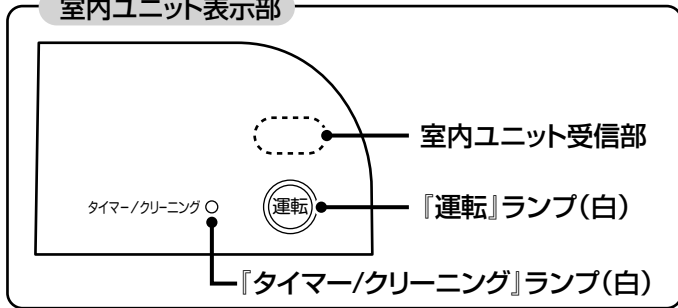 室内ユニット表示部
室内ユニット受信部
タイマー/クリーニング
運転
『運転』ランプ(白)
『タイマー/クリーニング』ランプ(白)